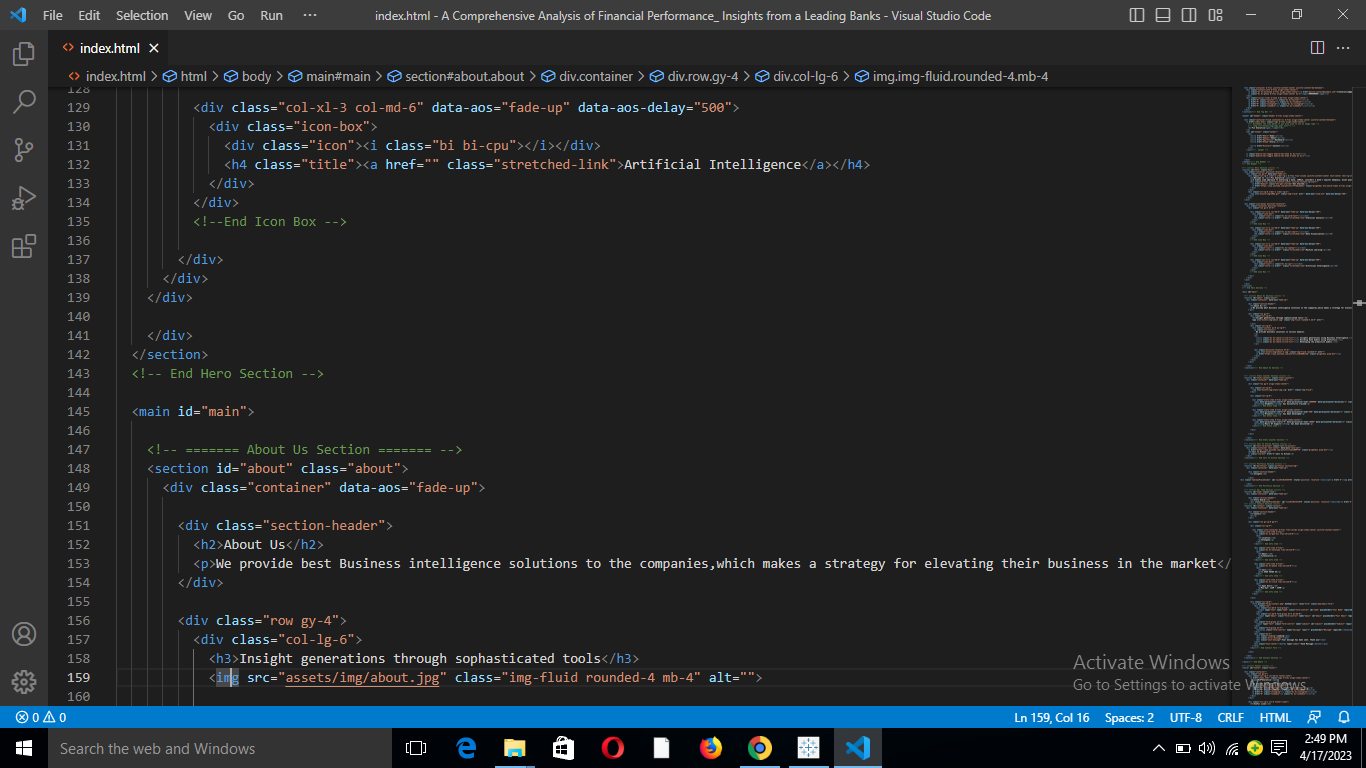 File Edit Selection View Go Run ··· index.html - A Comprehensive Analysis of Financial Performance_ Insights from a Leading Banks - Visual Studio Code
index.html
index.html > html > body > main#main > section#about.about > div.container > div.row.gy-4 > div.col-lg-6 > img.img-fluid.rounded-4.mb-4
128
129 <div class="col-xl-3 col-md-6" data-aos="fade-up" data-aos-delay="500">
130 <div class="icon-box">
131 <div class="icon"><i class="bi bi-cpu"></i></div>
132 <h4 class="title"><a href="" class="stretched-link">Artificial Intelligence</a></h4>
133 </div>
134 </div>
135 <!--End Icon Box -->
136
137 </div>
138 </div>
139 </div>
140
141 </div>
142 </section>
143 <!-- End Hero Section -->
144
145 <main id="main">
146
147 <!-- ======= About Us Section ======= -->
148 <section id="about" class="about">
149 <div class="container" data-aos="fade-up">
150
151 <div class="section-header">
152 <h2>About Us</h2>
153 <p>We provide best Business intelligence solutions to the companies,which makes a strategy for elevating their business in the market</
154 </div>
155
156 <div class="row gy-4">
157 <div class="col-lg-6">
158 <h3>Insight generations through sophasticated tools</h3>
159 <img src="assets/img/about.jpg" class="img-fluid rounded-4 mb-4" alt="">
160
Activate Windows
Go to Settings to activate Windows.
0 0 Ln 159, Col 16 Spaces: 2 UTF-8 CRLF HTML
Search the web and Windows
2:49 PM
4/17/2023